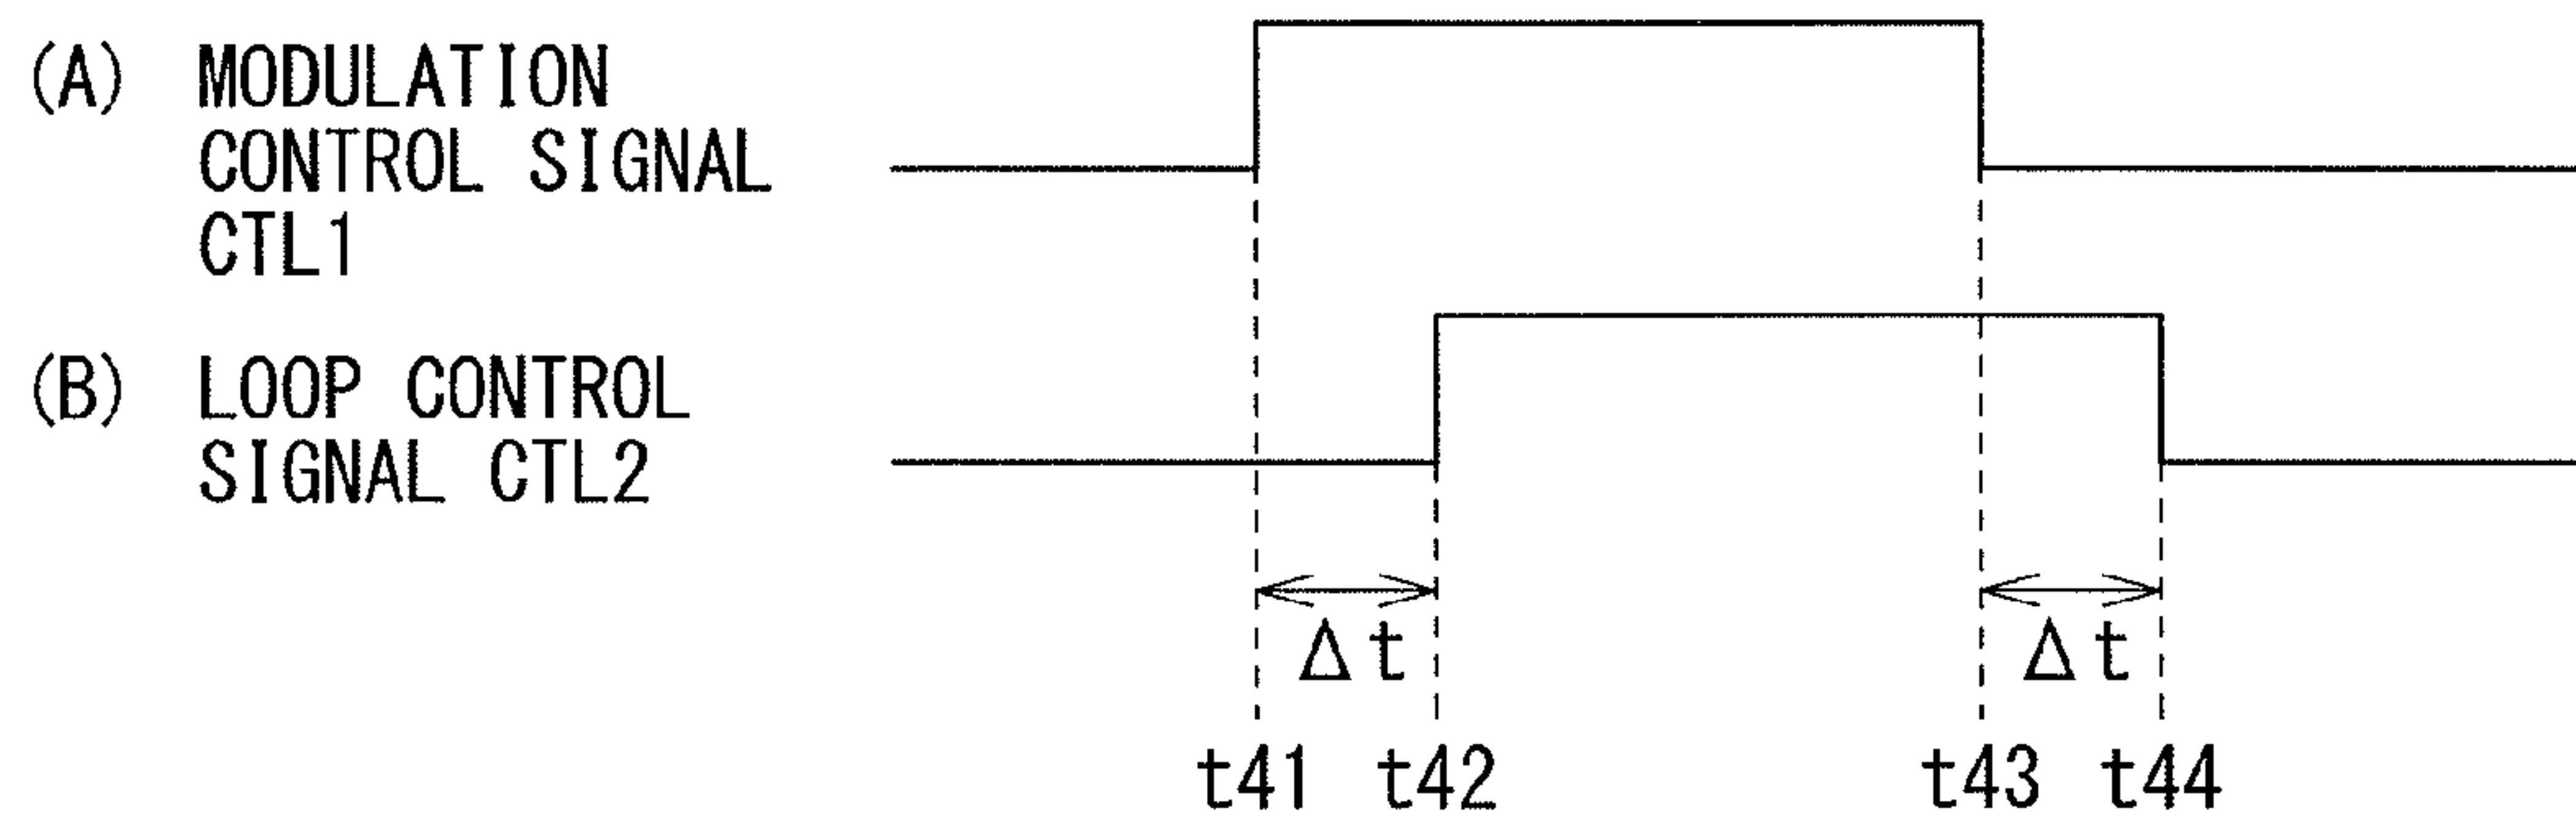 (A) MODULATION
CONTROL SIGNAL
CTL1
(B) LOOP CONTROL
SIGNAL CTL2
Δt Δt
t41 t42 t43 t44